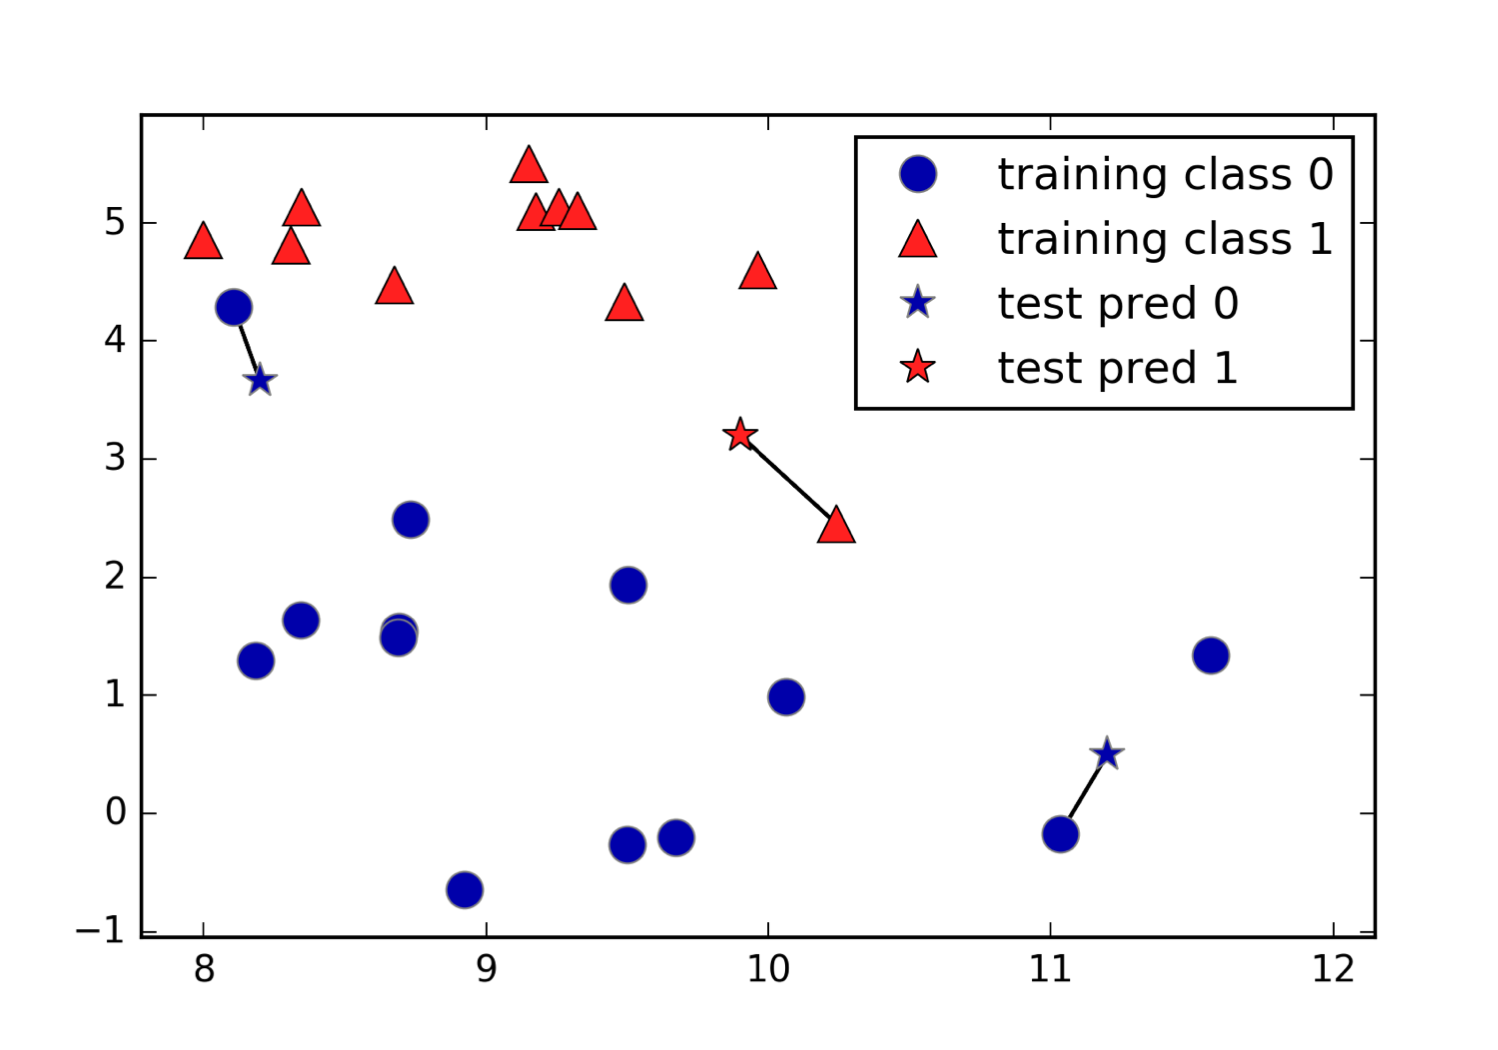 training class 0
training class 1
test pred 0
test pred 1
5
4
3
2
1
0
−1
8 9 10 11 12